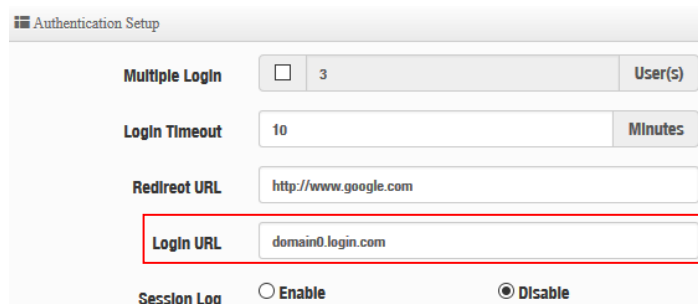 Authentication Setup
Multiple Login 3 User(s)
Login Timeout 10 Minutes
Redireot URL http://www.google.com
Login URL domain0.login.com
Session Log Enable Disable